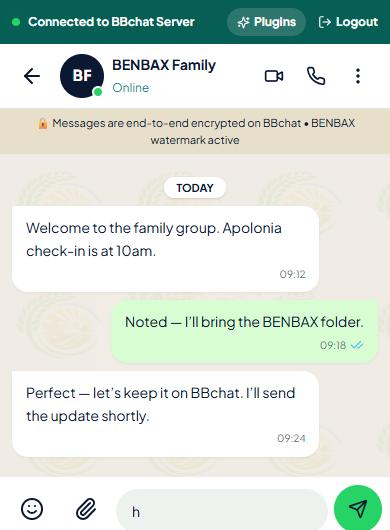 Connected to BBchat Server
Plugins
Logout
BF
BENBAX Family
Online
🔒 Messages are end-to-end encrypted on BBchat • BENBAX
watermark active
TODAY
Welcome to the family group. Apolonia
check-in is at 10am.
09:12
Noted — I’ll bring the BENBAX folder.
09:18
Perfect — let’s keep it on BBchat. I’ll send
the update shortly.
09:24
h